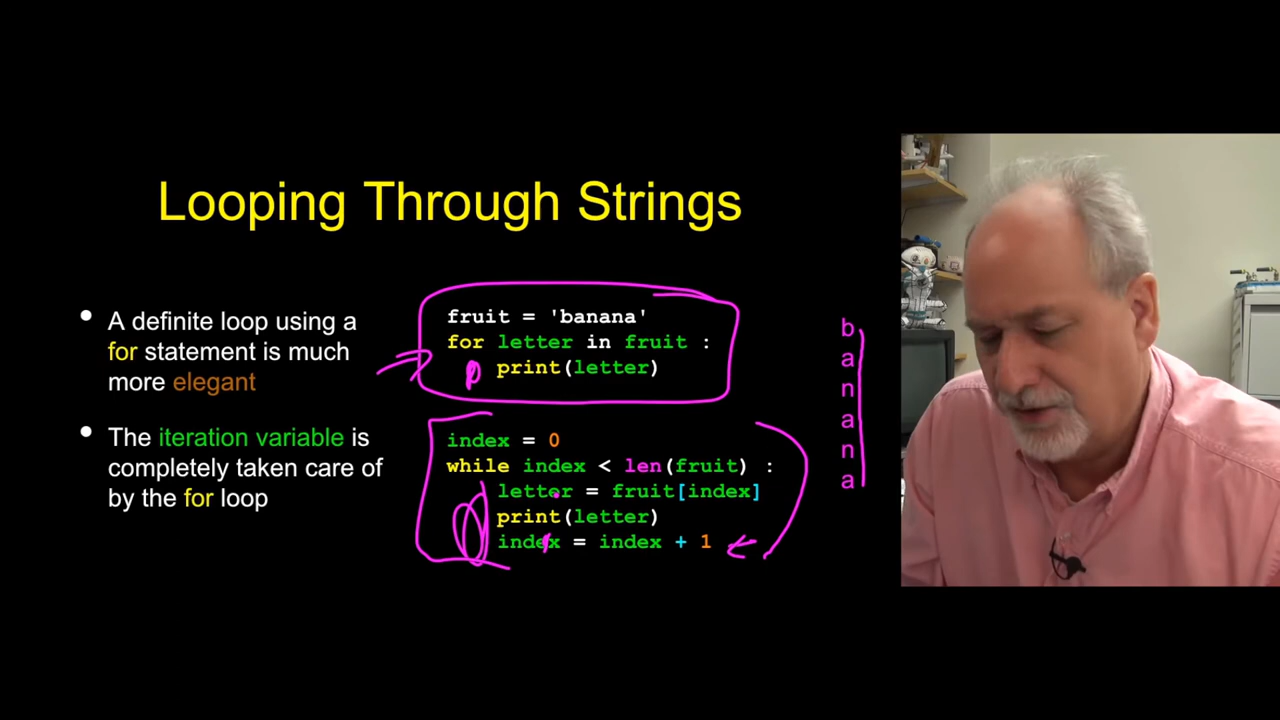 Looping Through Strings
• A definite loop using a
for statement is much
more elegant
• The iteration variable is
completely taken care of
by the for loop
fruit = 'banana'
for letter in fruit :
    print(letter)
index = 0
while index < len(fruit) :
    letter = fruit[index]
    print(letter)
    index = index + 1
b
a
n
a
n
a